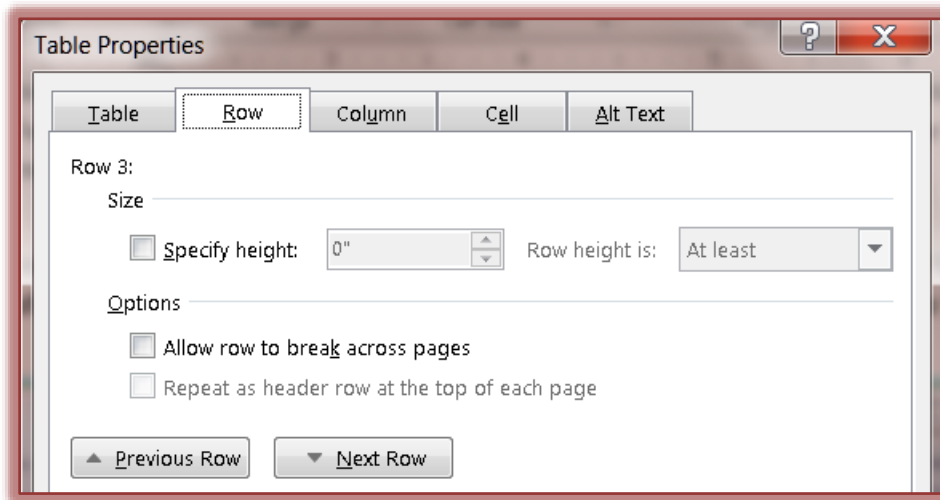 Table Properties
Table Row Column Cell Alt Text
Row 3:
Size
Specify height: 0" Row height is: At least
Options
Allow row to break across pages
Repeat as header row at the top of each page
Previous Row Next Row